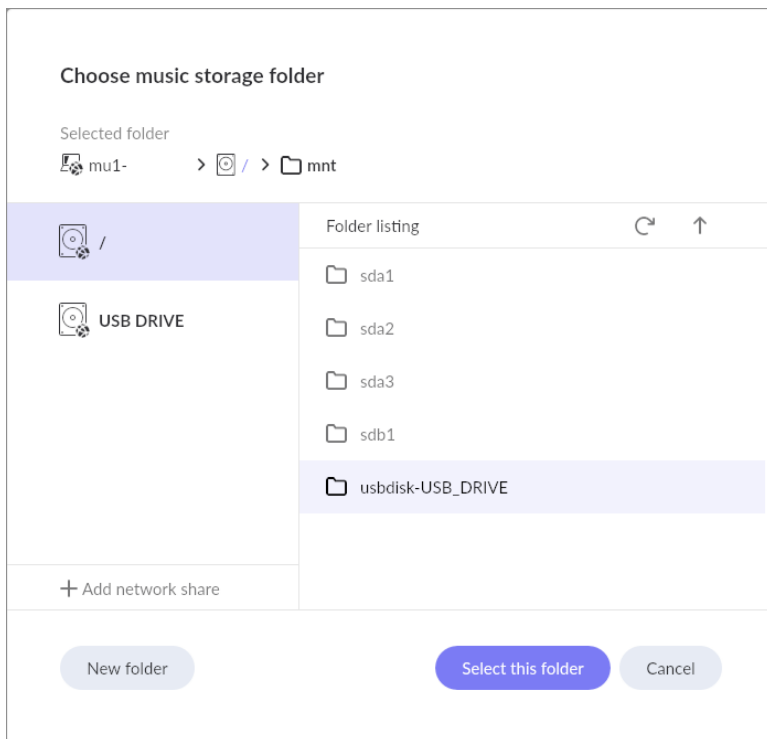 Choose music storage folder
Selected folder
mu1- > / > mnt
/
USB DRIVE
Add network share
Folder listing
sda1
sda2
sda3
sdb1
usbdisk-USB_DRIVE
New folder
Select this folder
Cancel